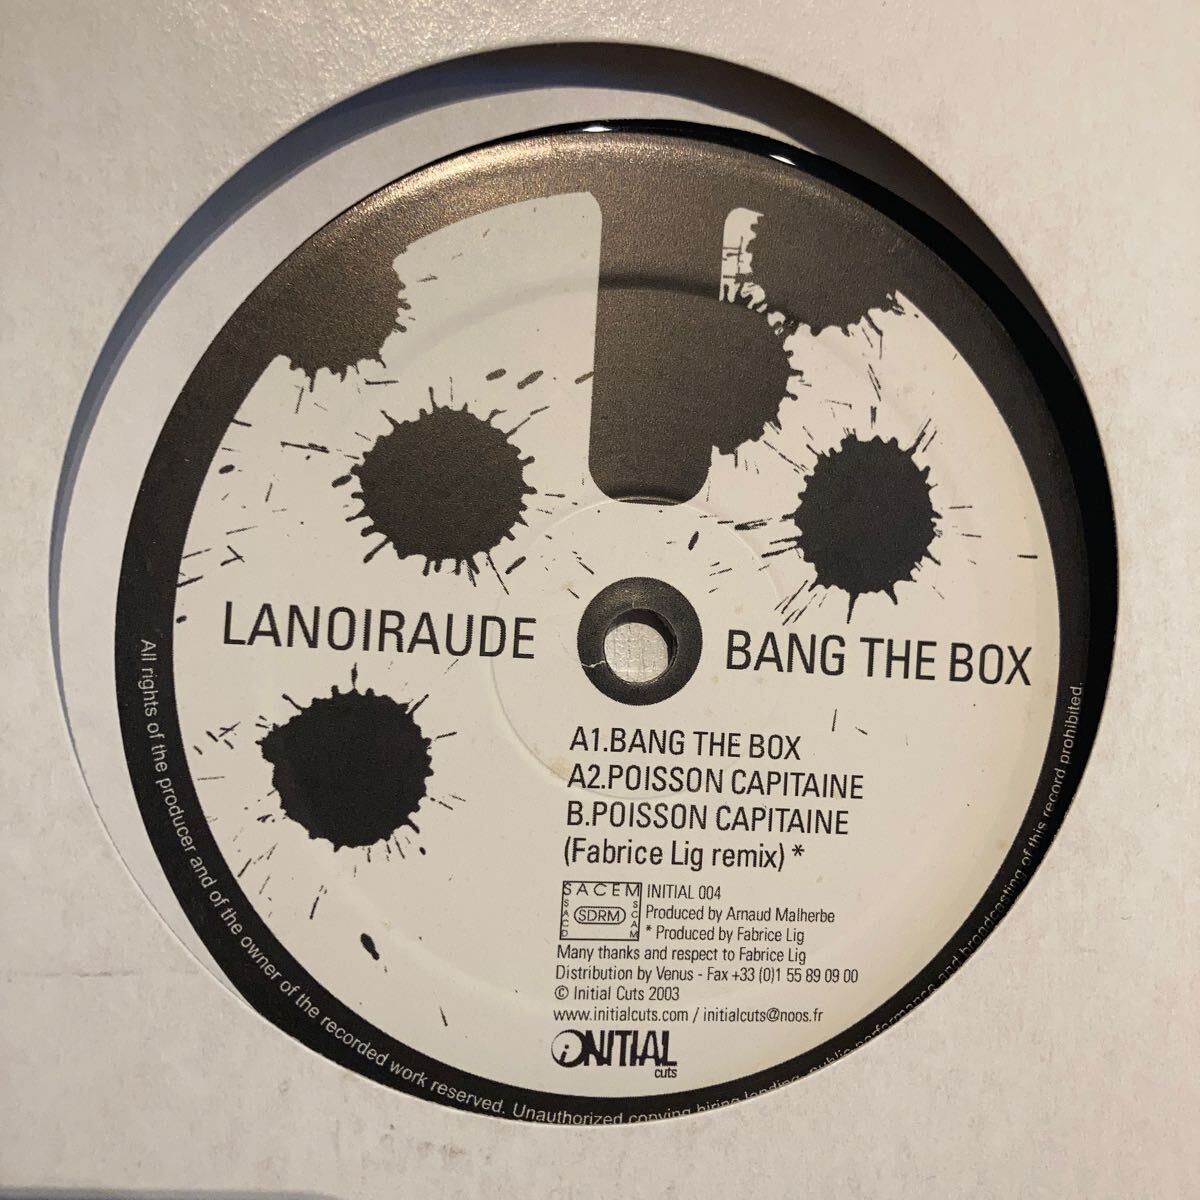 LANOIRAUDE
BANG THE BOX
A1.BANG THE BOX
A2.POISSON CAPITAINE
B.POISSON CAPITAINE
(Fabrice Lig remix) *
SACEM
SACD
SDRM
SCAM
INITIAL 004
Produced by Arnaud Malherbe
* Produced by Fabrice Lig
Many thanks and respect to Fabrice Lig
Distribution by Venus - Fax +33 (0)1 55 89 09 00
© Initial Cuts 2003
www.initialcuts.com / initialcuts@noos.fr
iNITIAL
cuts
All rights of the producer and of the owner of the recorded work reserved. Unauthorized copying hiring lending, public performance and broadcasting of this record prohibited.